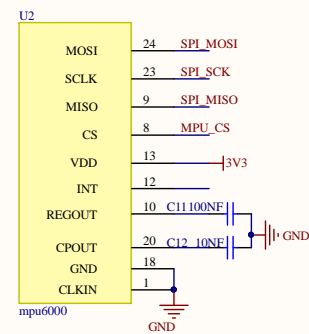 U2
MOSI 24 SPI_MOSI
SCLK 23 SPI_SCK
MISO 9 SPI_MISO
CS 8 MPU_CS
VDD 13 3V3
INT 12
REGOUT 10 C11 100NF
GND
CPOUT 20 C12 10NF
GND 18
CLKIN 1
mpu6000
GND